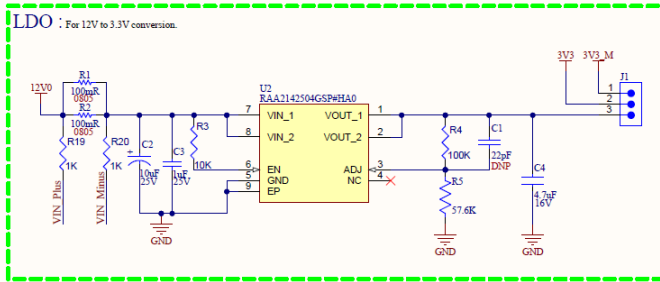 LDO : For 12V to 3.3V conversion.
3V3 3V3_M
R1
12V0 100mR
0805
R2
100mR
0805
U2
RAA2142504GSP#HA0
J1
1
2
3
7 VIN_1 VOUT_1 1
8 VIN_2 VOUT_2 2
R19 R20 C2 C3 R3 R4 C1
1K 1K 10uF 1uF 10K 100K 22pF
25V 25V DNP
6 EN ADJ 3
5 GND NC 4
9 EP
R5 C4
57.6K 4.7uF
16V
VIN_Plus VIN_Minus
GND GND GND